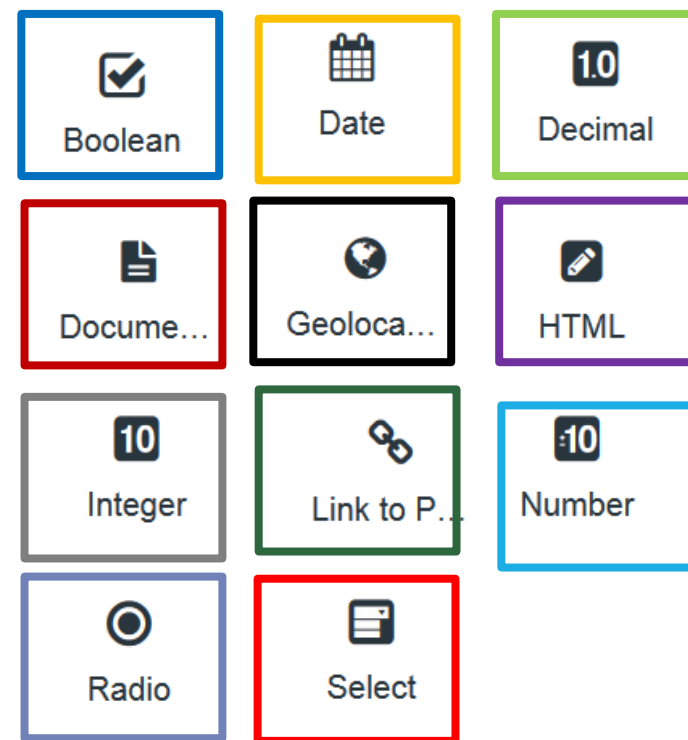 Boolean
Date
1.0
Decimal
Docume...
Geoloca...
HTML
10
Integer
Link to P...
±10
Number
Radio
Select